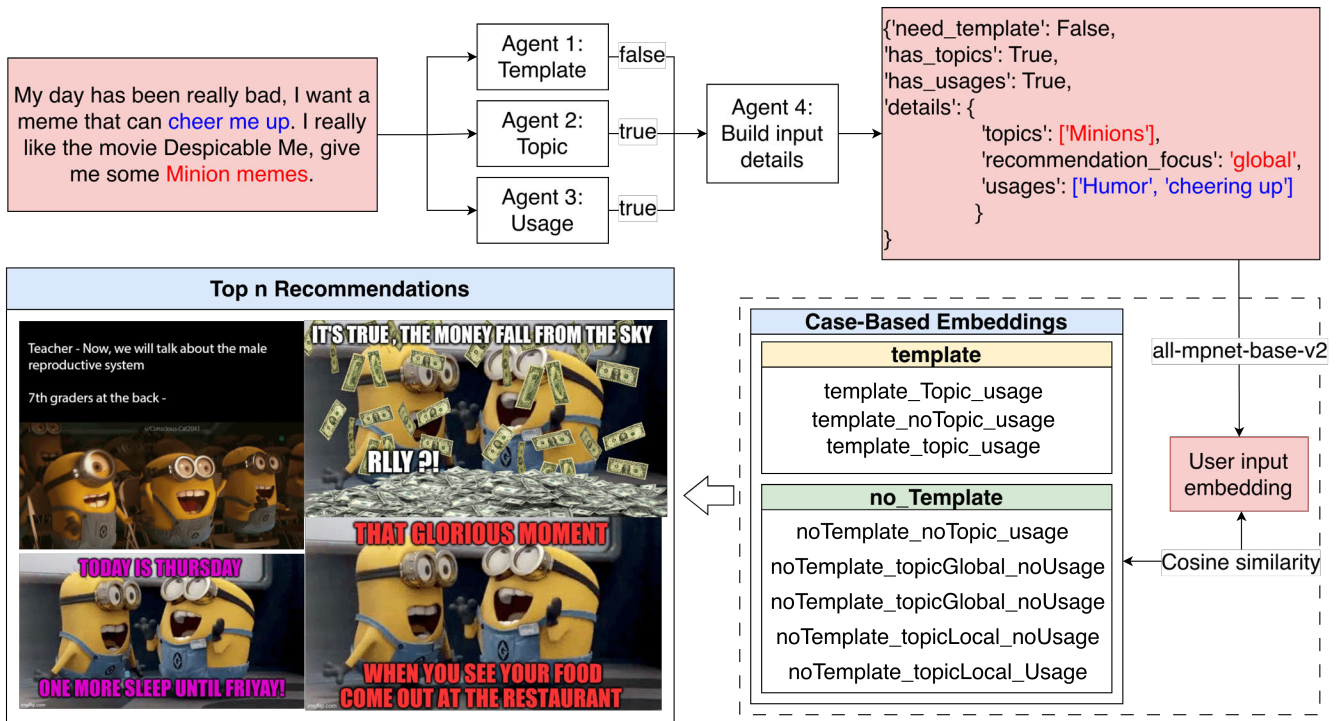 My day has been really bad, I want a
meme that can cheer me up. I really
like the movie Despicable Me, give
me some Minion memes.
Agent 1:
Template
false
Agent 2:
Topic
true
Agent 3:
Usage
true
Agent 4:
Build input
details
{'need_template': False,
'has_topics': True,
'has_usages': True,
'details': {
'topics': ['Minions'],
'recommendation_focus': 'global',
'usages': ['Humor', 'cheering up']
}
}
Top n Recommendations
Teacher - Now, we will talk about the male
reproductive system
7th graders at the back -
u/Conscious-Cat2043
IT'S TRUE, THE MONEY FALL FROM THE SKY
RLLY ?!
TODAY IS THURSDAY
ONE MORE SLEEP UNTIL FRIYAY!
imgflip.com
THAT GLORIOUS MOMENT
WHEN YOU SEE YOUR FOOD
COME OUT AT THE RESTAURANT
imgflip.com
Case-Based Embeddings
template
template_Topic_usage
template_noTopic_usage
template_topic_usage
no_Template
noTemplate_noTopic_usage
noTemplate_topicGlobal_noUsage
noTemplate_topicGlobal_noUsage
noTemplate_topicLocal_noUsage
noTemplate_topicLocal_Usage
all-mpnet-base-v2
User input
embedding
Cosine similarity